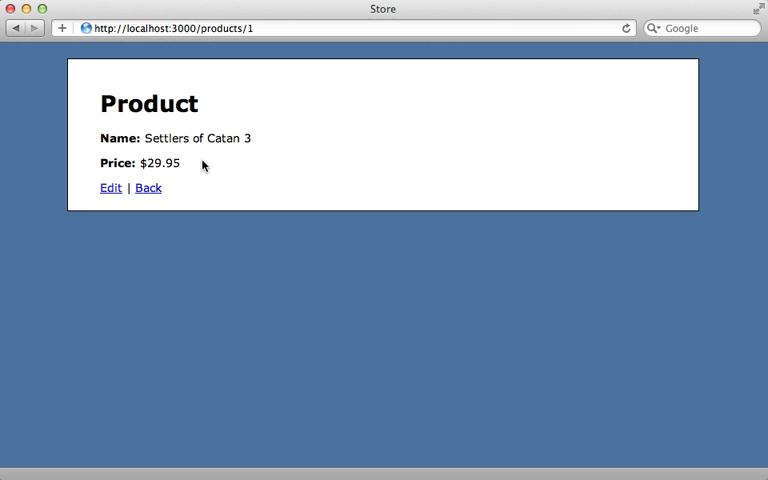 Store
http://localhost:3000/products/1
Google
Product
Name: Settlers of Catan 3
Price: $29.95
Edit | Back